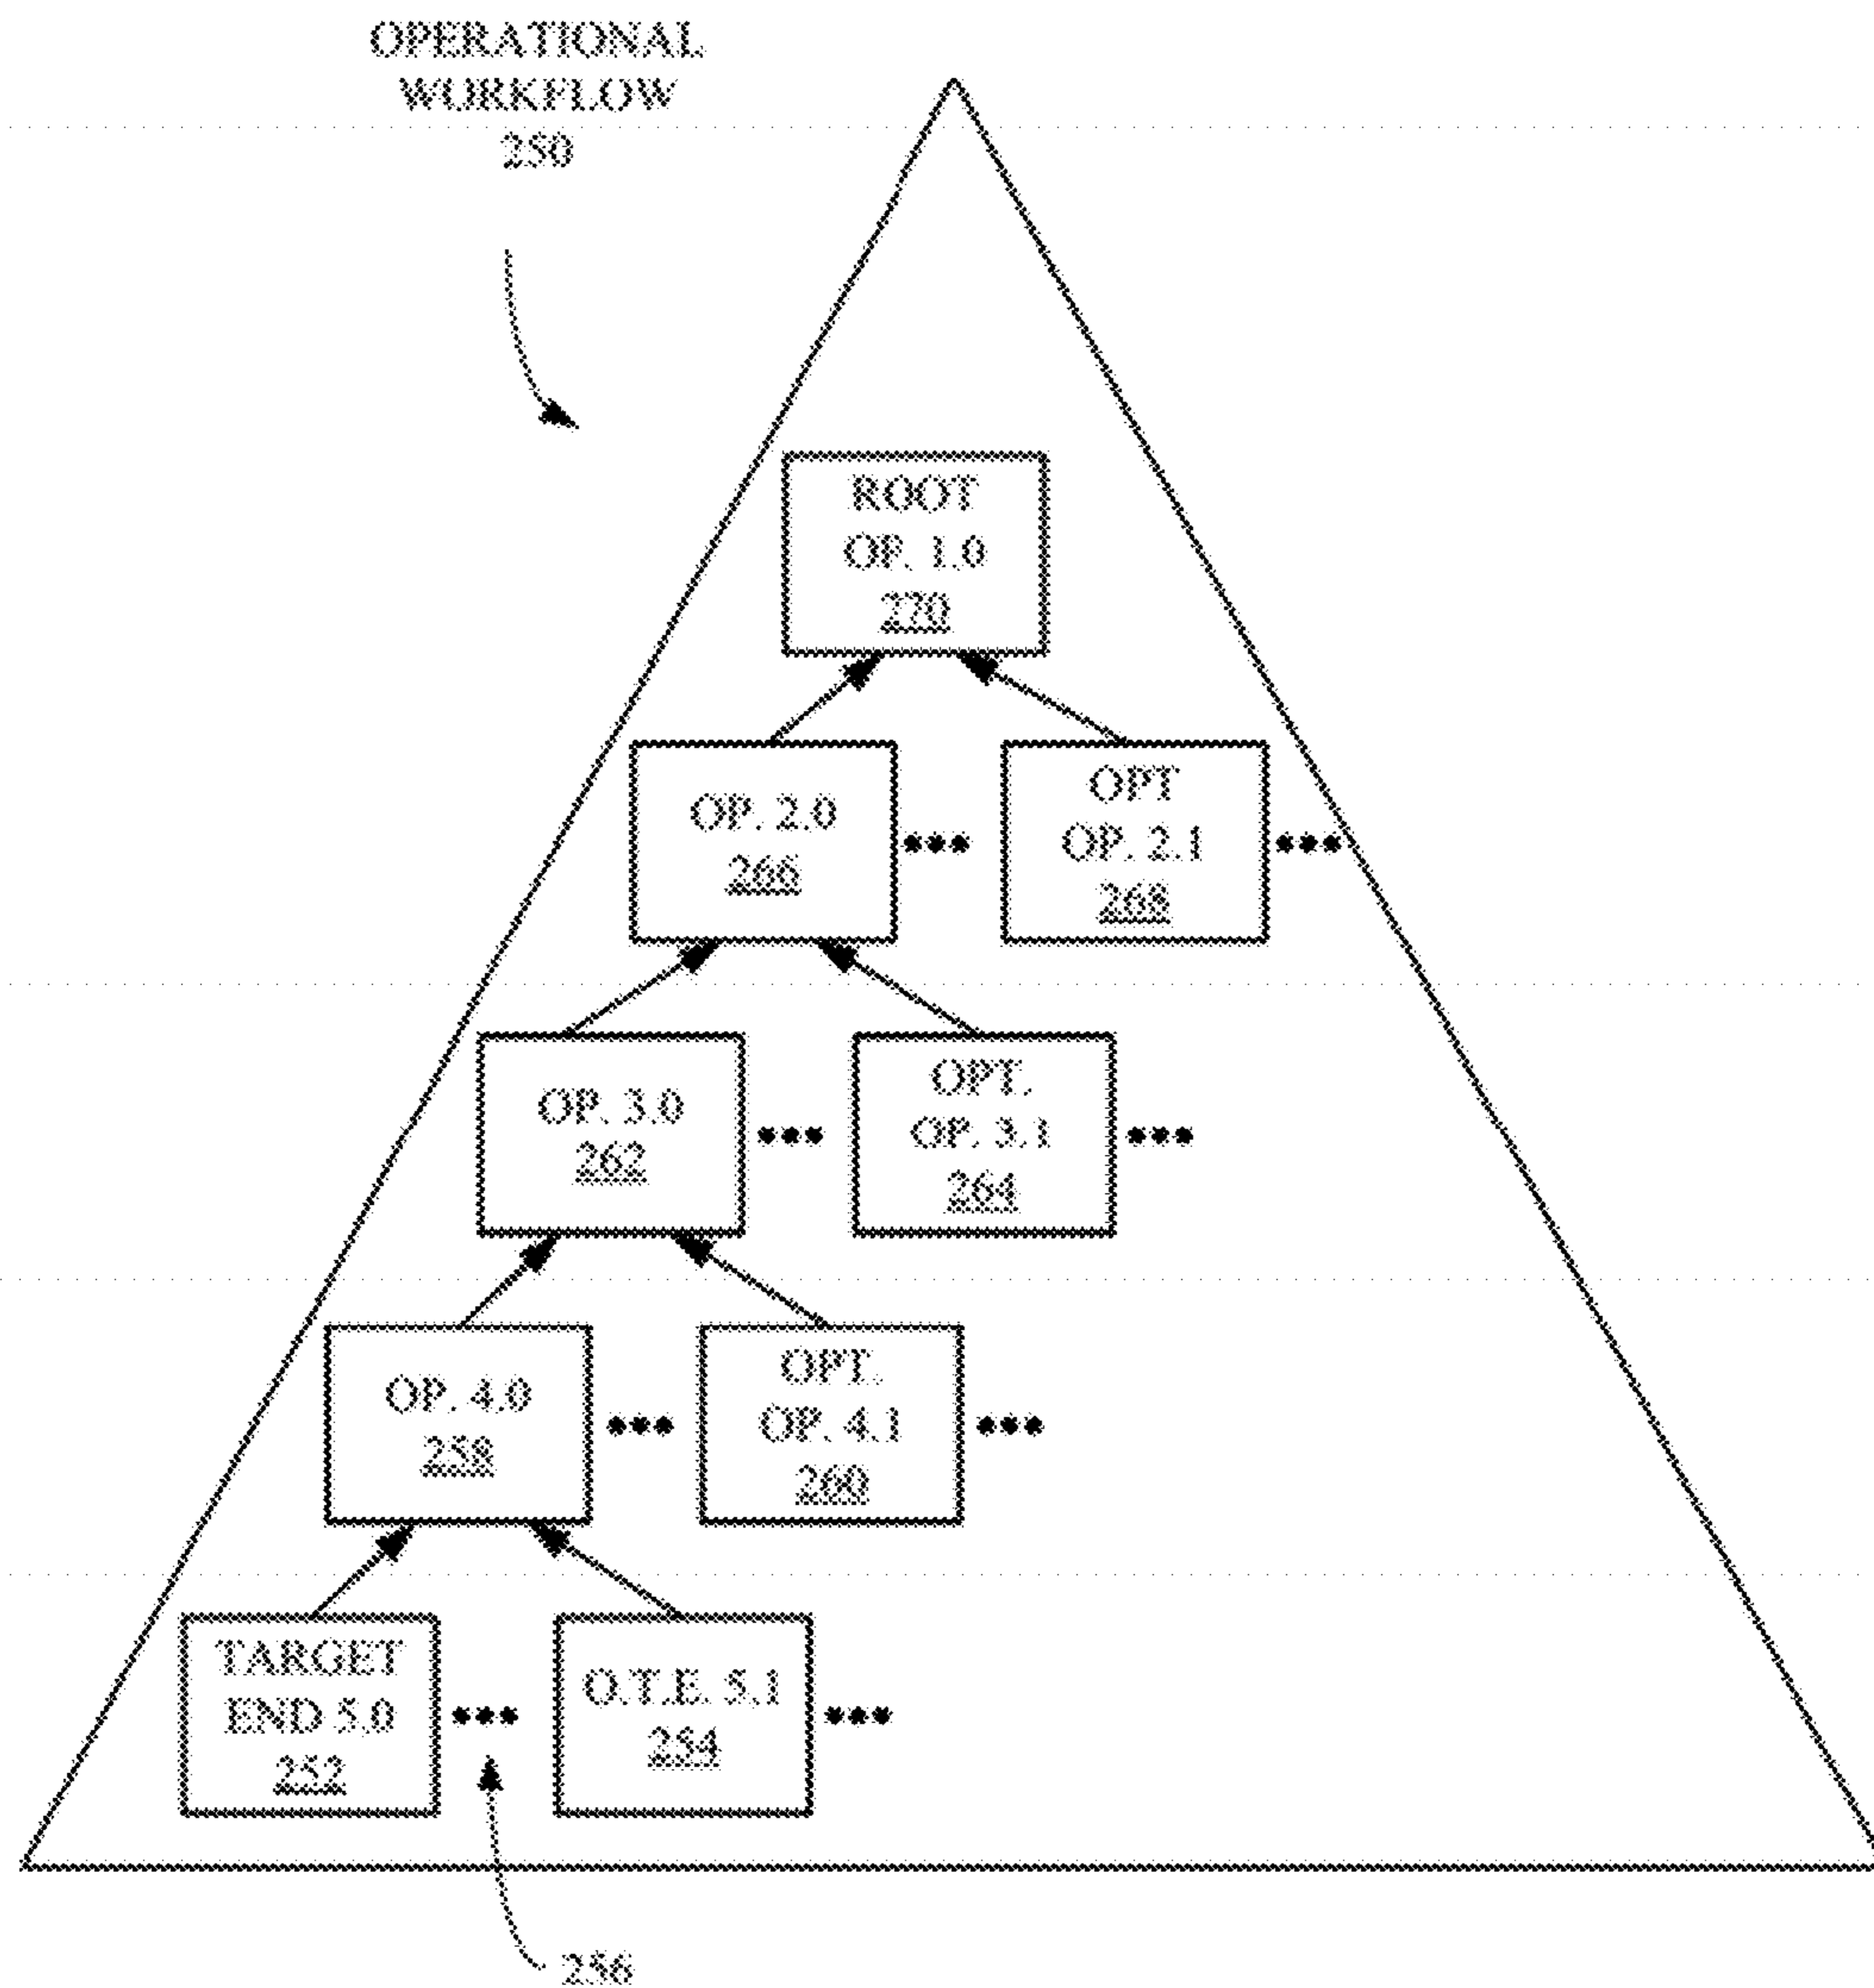 OPERATIONAL
WORKFLOW
250
ROOT
OP. 1.0
270
OP. 2.0
266
OPT
OP. 2.1
268
OP. 3.0
262
OPT.
OP. 3.1
264
OP. 4.0
258
OPT.
OP. 4.1
260
TARGET
END 5.0
252
O.T.E. 5.1
254
256